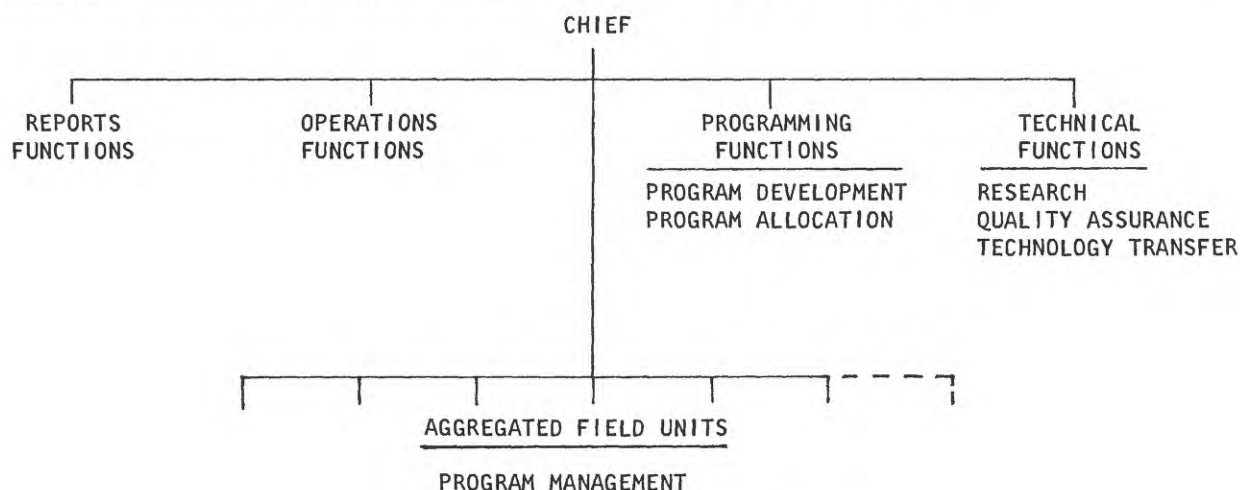 CHIEF
REPORTS
FUNCTIONS
OPERATIONS
FUNCTIONS
PROGRAMMING
FUNCTIONS
PROGRAM DEVELOPMENT
PROGRAM ALLOCATION
TECHNICAL
FUNCTIONS
RESEARCH
QUALITY ASSURANCE
TECHNOLOGY TRANSFER
AGGREGATED FIELD UNITS
PROGRAM MANAGEMENT